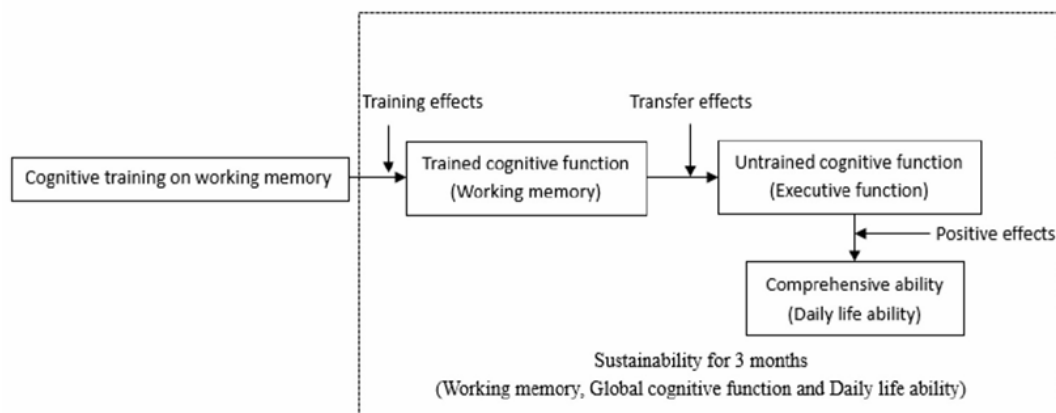 Training effects
Transfer effects
Cognitive training on working memory
Trained cognitive function
(Working memory)
Untrained cognitive function
(Executive function)
Positive effects
Comprehensive ability
(Daily life ability)
Sustainability for 3 months
(Working memory, Global cognitive function and Daily life ability)